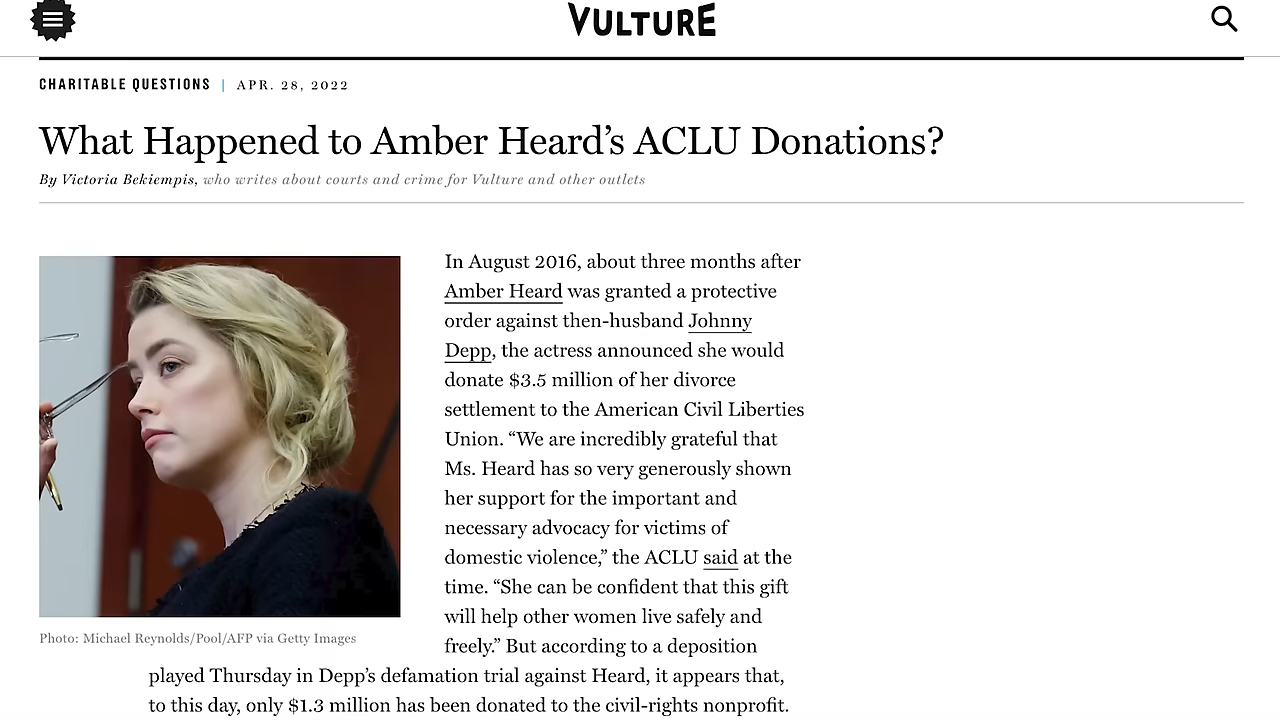 VULTURE
CHARITABLE QUESTIONS | APR. 28, 2022
What Happened to Amber Heard’s ACLU Donations?
By Victoria Bekiempis, who writes about courts and crime for Vulture and other outlets
In August 2016, about three months after
Amber Heard was granted a protective
order against then-husband Johnny
Depp, the actress announced she would
donate $3.5 million of her divorce
settlement to the American Civil Liberties
Union. “We are incredibly grateful that
Ms. Heard has so very generously shown
her support for the important and
necessary advocacy for victims of
domestic violence,” the ACLU said at the
time. “She can be confident that this gift
will help other women live safely and
freely.” But according to a deposition
played Thursday in Depp’s defamation trial against Heard, it appears that,
to this day, only $1.3 million has been donated to the civil-rights nonprofit.
Photo: Michael Reynolds/Pool/AFP via Getty Images